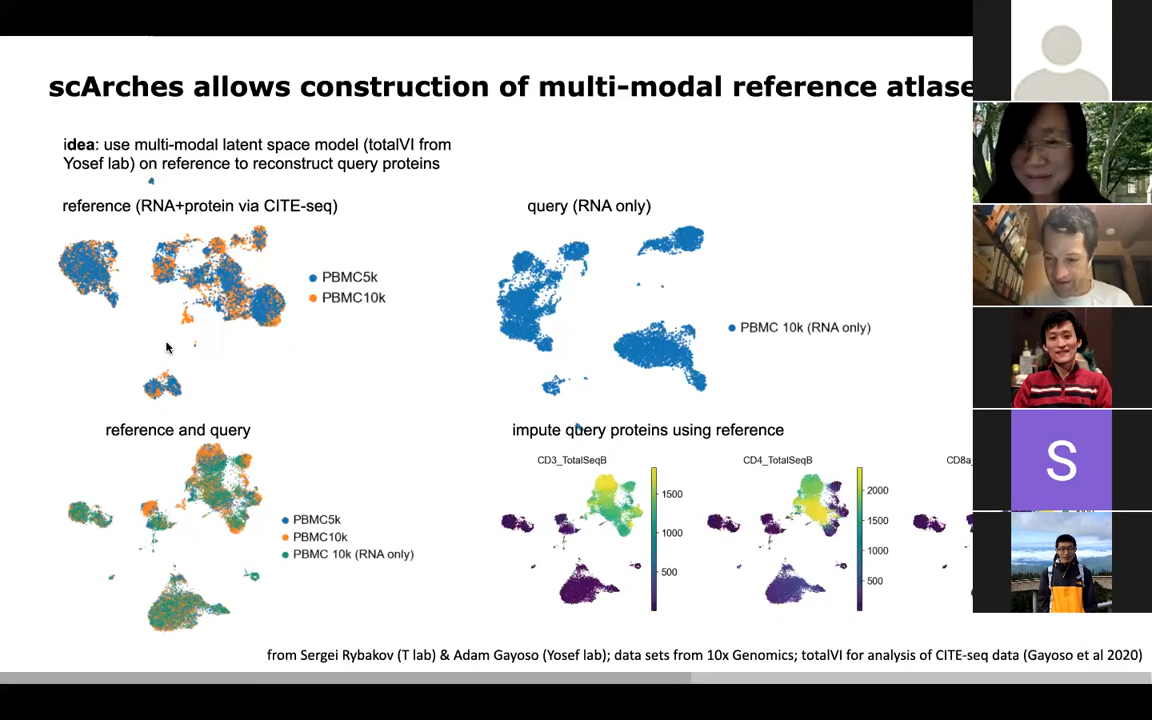 scArches allows construction of multi-modal reference atlase
idea: use multi-modal latent space model (totalVI from
Yosef lab) on reference to reconstruct query proteins
reference (RNA+protein via CITE-seq)
PBMC5k
PBMC10k
query (RNA only)
PBMC 10k (RNA only)
reference and query
PBMC5k
PBMC10k
PBMC 10k (RNA only)
impute query proteins using reference
CD3_TotalSeqB
1500
1000
500
CD4_TotalSeqB
2000
1500
1000
500
CD8a_
S
from Sergei Rybakov (T lab) & Adam Gayoso (Yosef lab); data sets from 10x Genomics; totalVI for analysis of CITE-seq data (Gayoso et al 2020)